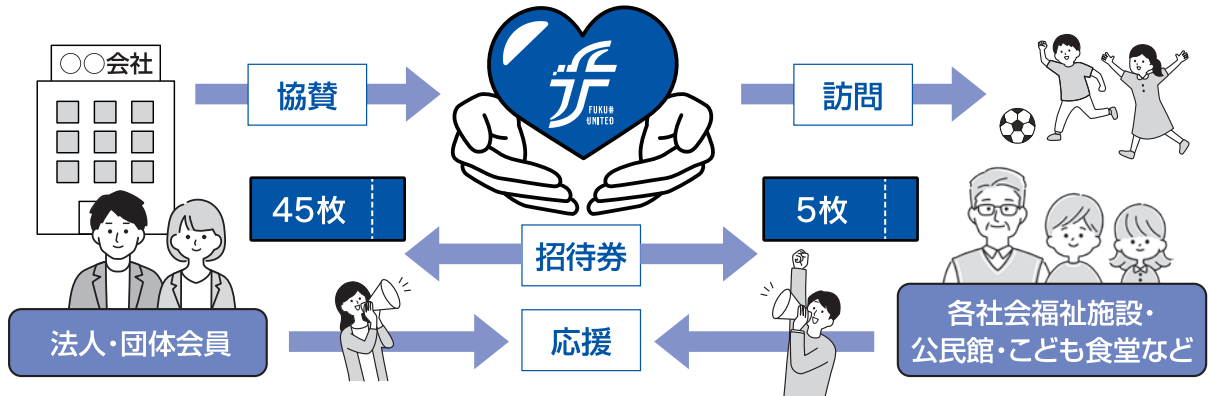 ○○会社
協賛
FUKUI
UNITED
訪問
45枚
5枚
招待券
法人・団体会員
応援
各社会福祉施設・
公民館・こども食堂など